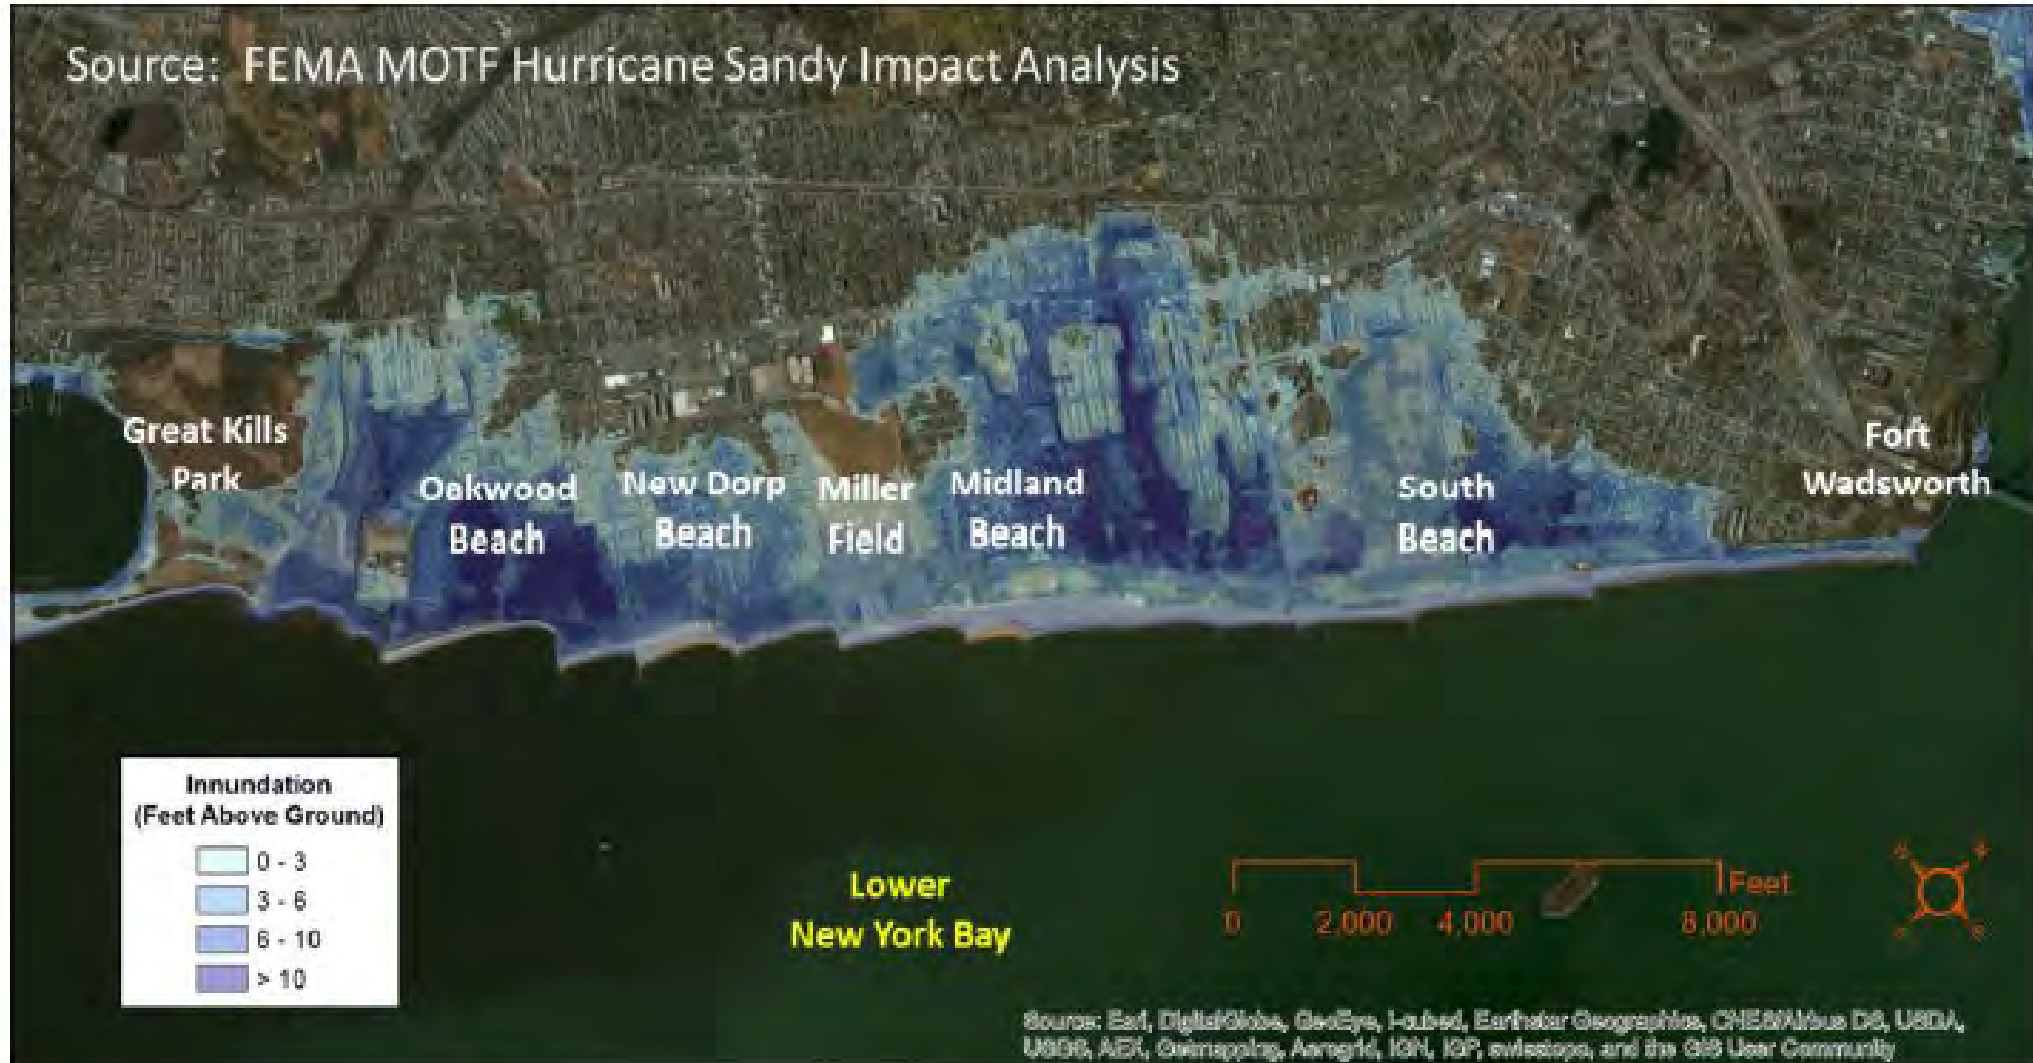 Source: FEMA MOTF Hurricane Sandy Impact Analysis
Great Kills
Park
Oakwood
Beach
New Dorp
Beach
Miller
Field
Midland
Beach
South
Beach
Fort
Wadsworth
Innundation
(Feet Above Ground)
0 - 3
3 - 6
6 - 10
> 10
Lower
New York Bay
Feet
0 2,000 4,000 8,000
Source: Esri, DigitalGlobe, GeoEye, i-cubed, Earthstar Geographics, CNES/Airbus DS, USDA,
USGS, AEX, Getmapping, Aerogrid, IGN, IGP, swisstopo, and the GIS User Community